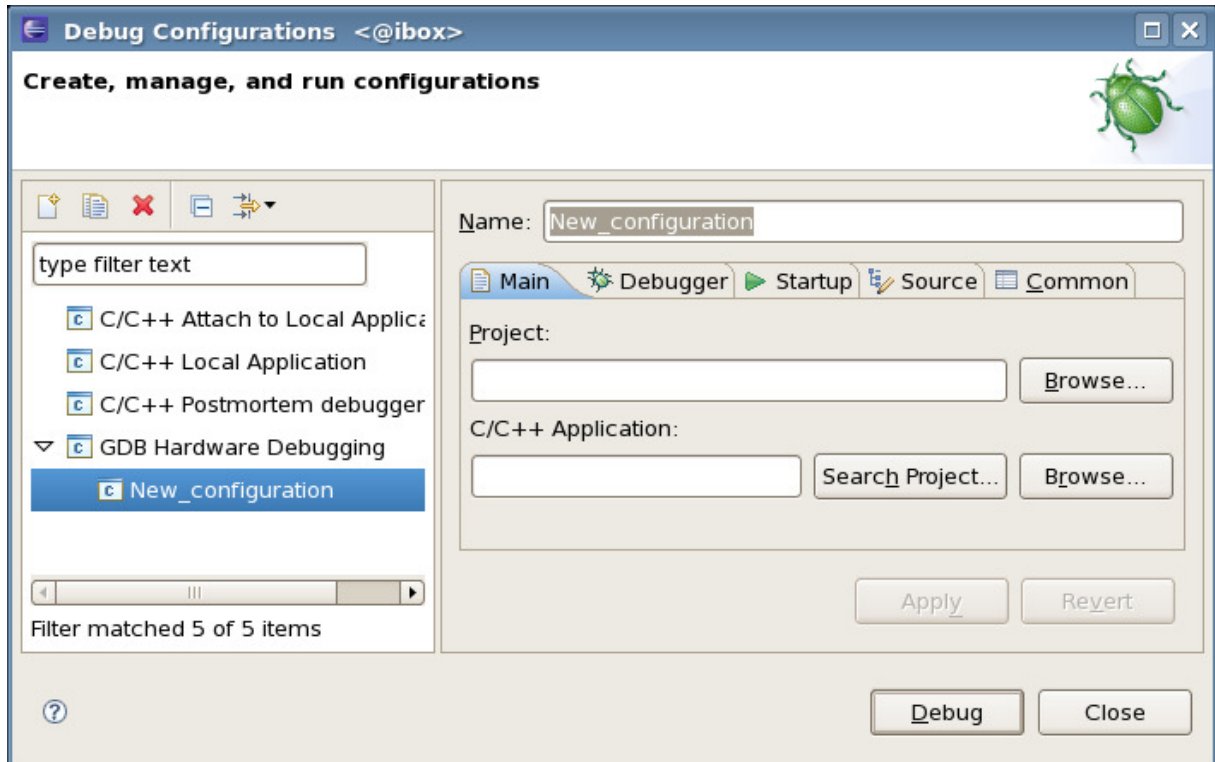 Debug Configurations <@ibox>
Create, manage, and run configurations
type filter text
C/C++ Attach to Local Applica
C/C++ Local Application
C/C++ Postmortem debugger
GDB Hardware Debugging
New_configuration
Filter matched 5 of 5 items
Name: New_configuration
Main Debugger Startup Source Common
Project:
Browse...
C/C++ Application:
Search Project... Browse...
Apply Revert
Debug Close